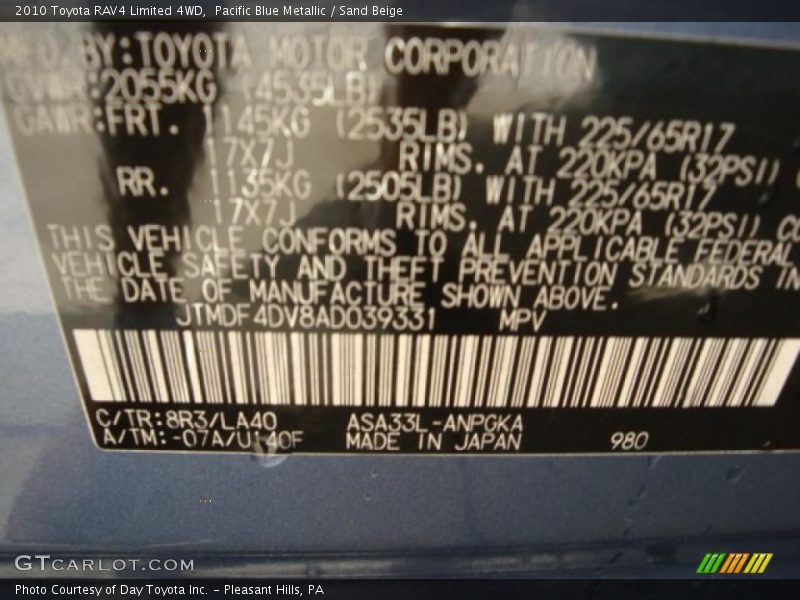 2010 Toyota RAV4 Limited 4WD, Pacific Blue Metallic / Sand Beige
MFD.BY:TOYOTA MOTOR CORPORATION
GVWR:2055KG (4535LB)
GAWR:FRT. 1145KG (2535LB) WITH 225/65R17
17X7J RIMS. AT 220KPA (32PSI)
RR. 1135KG (2505LB) WITH 225/65R17
17X7J RIMS. AT 220KPA (32PSI) CO
THIS VEHICLE CONFORMS TO ALL APPLICABLE FEDERAL
VEHICLE SAFETY AND THEFT PREVENTION STANDARDS IN
THE DATE OF MANUFACTURE SHOWN ABOVE.
JTMDF4DV8AD039331 MPV
C/TR:8R3/LA40 ASA33L-ANPGKA
A/TM:-07A/U140F MADE IN JAPAN 980
GTCARLOT.COM
Photo Courtesy of Day Toyota Inc. - Pleasant Hills, PA